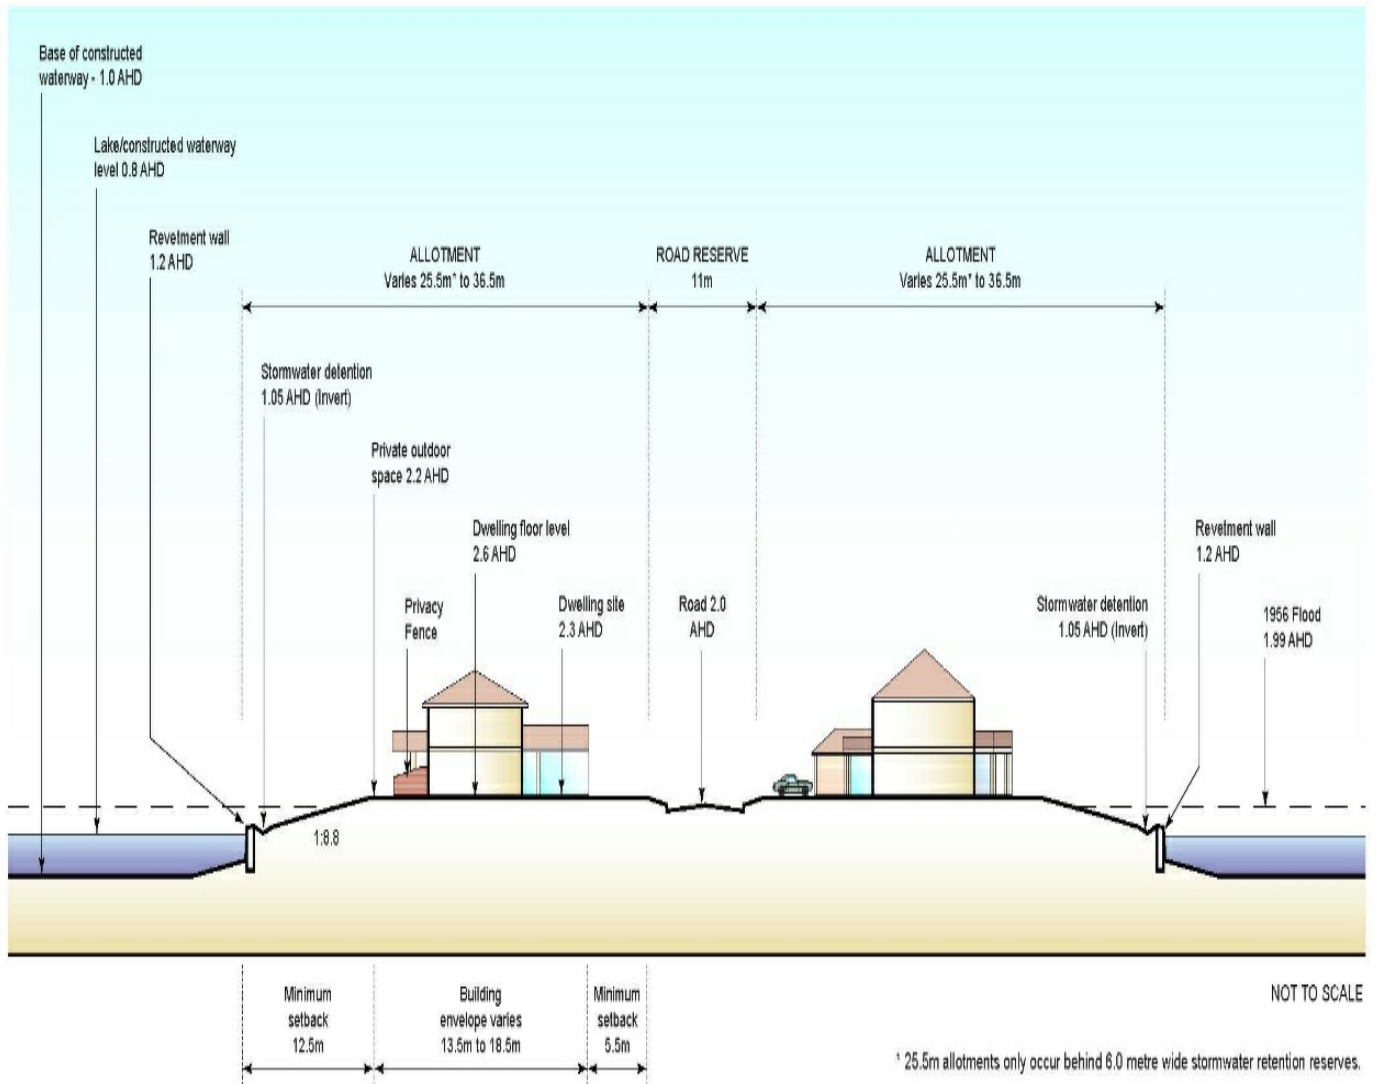 Base of constructed
waterway - 1.0 AHD
Lake/constructed waterway
level 0.8 AHD
Revetment wall
1.2 AHD
ALLOTMENT
Varies 25.5m* to 36.5m
ROAD RESERVE
11m
ALLOTMENT
Varies 25.5m* to 36.5m
Stormwater detention
1.05 AHD (Invert)
Private outdoor
space 2.2 AHD
Dwelling floor level
2.6 AHD
Privacy
Fence
Dwelling site
2.3 AHD
Road 2.0
AHD
Revetment wall
1.2 AHD
Stormwater detention
1.05 AHD (Invert)
1956 Flood
1.99 AHD
1:8.8
Minimum
setback
12.5m
Building
envelope varies
13.5m to 18.5m
Minimum
setback
5.5m
NOT TO SCALE
* 25.5m allotments only occur behind 6.0 metre wide stormwater retention reserves.